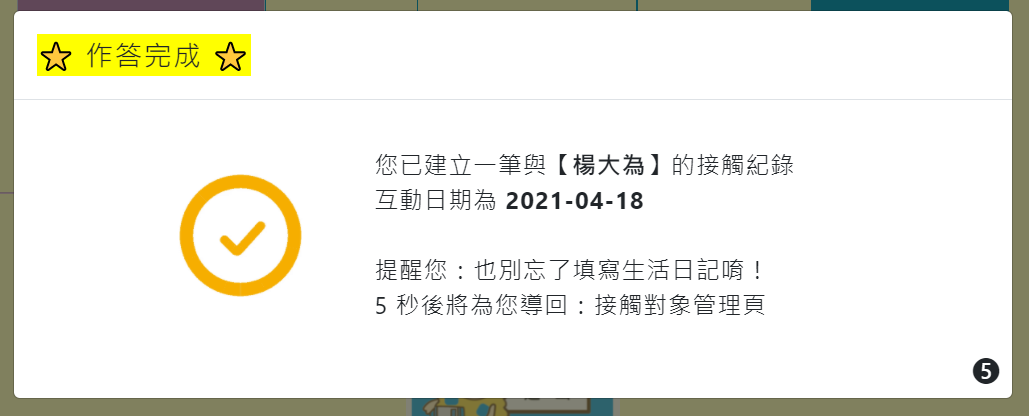 作答完成
您已建立一筆與【楊大為】的接觸紀錄
互動日期為 2021-04-18
提醒您：也別忘了填寫生活日記唷！
5 秒後將為您導回：接觸對象管理頁
5